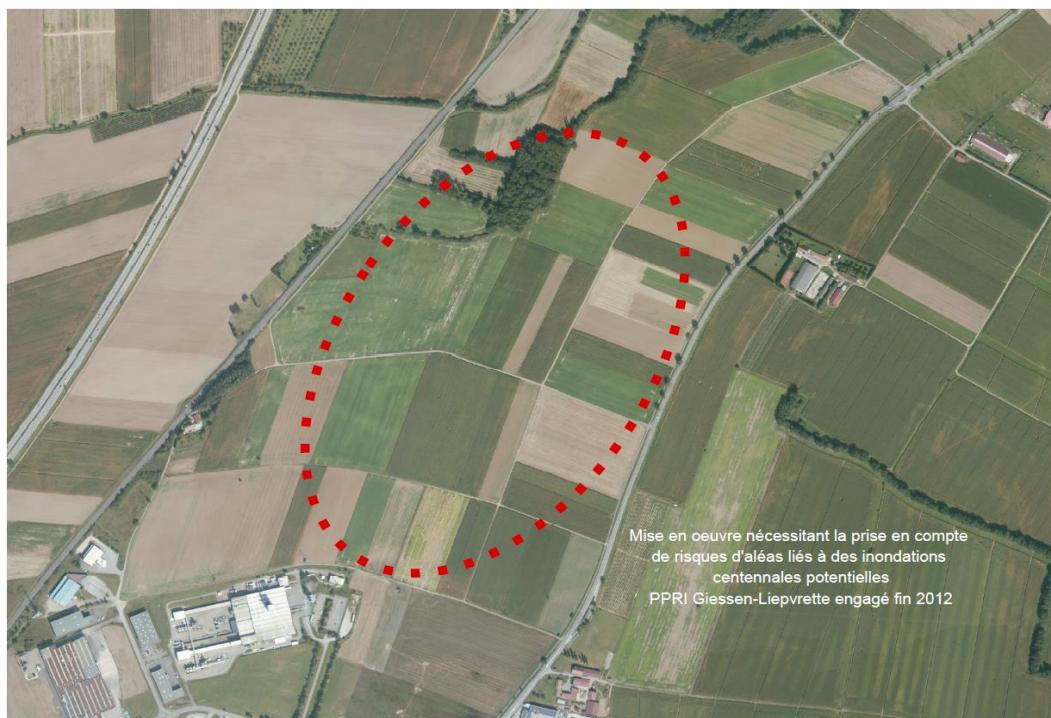 Mise en oeuvre nécessitant la prise en compte
de risques d'aléas liés à des inondations
centennales potentielles
PPRI Giessen-Liepvrette engagé fin 2012